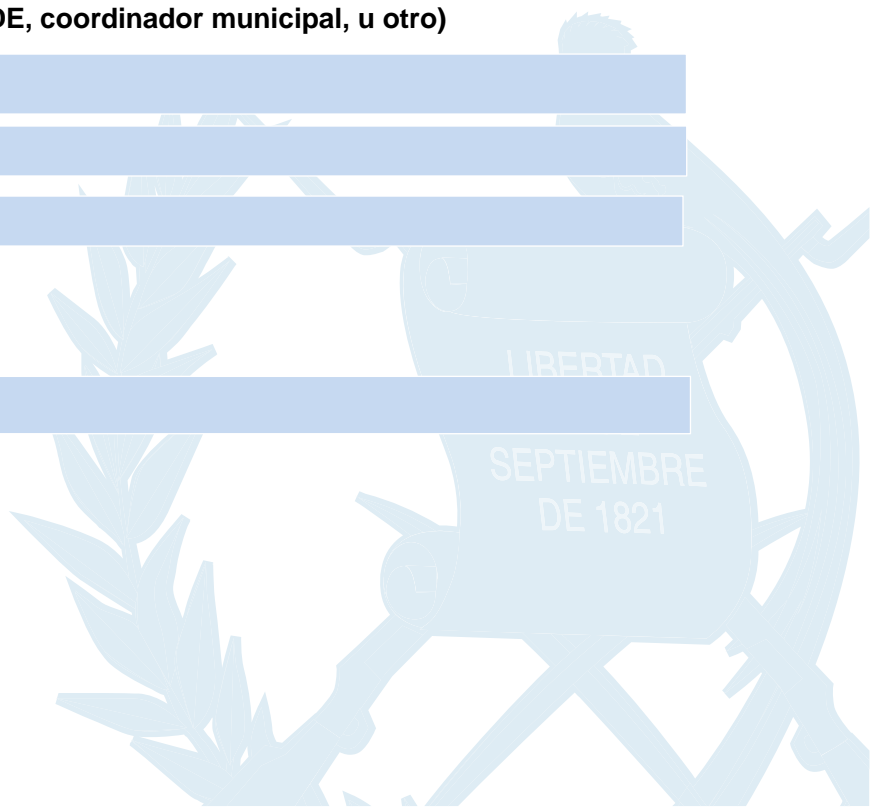 DE, coordinador municipal, u otro)
LIBERTAD
SEPTIEMBRE
DE 1821